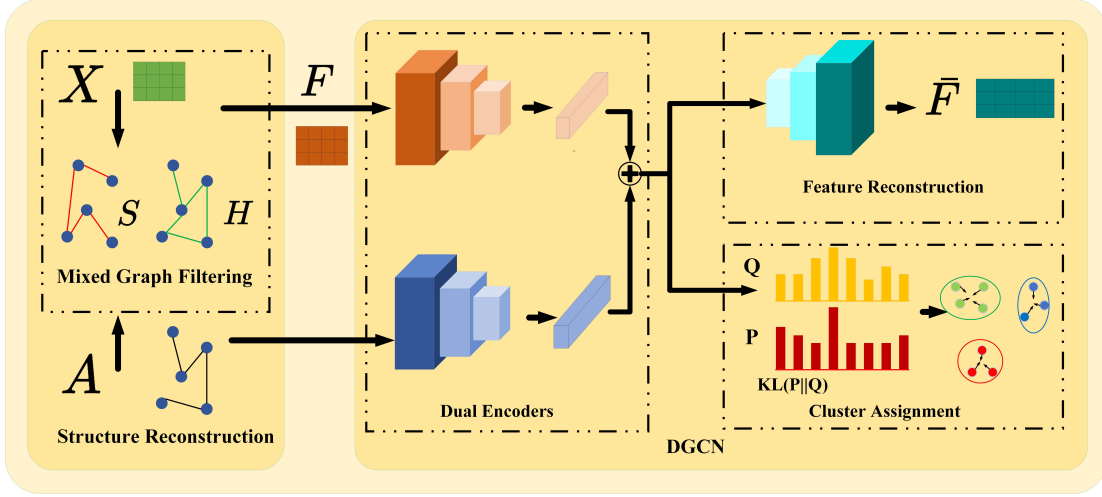 X
S
H
Mixed Graph Filtering
A
Structure Reconstruction
F
Dual Encoders
F̄
Feature Reconstruction
Q
P
KL(P||Q)
Cluster Assignment
DGCN